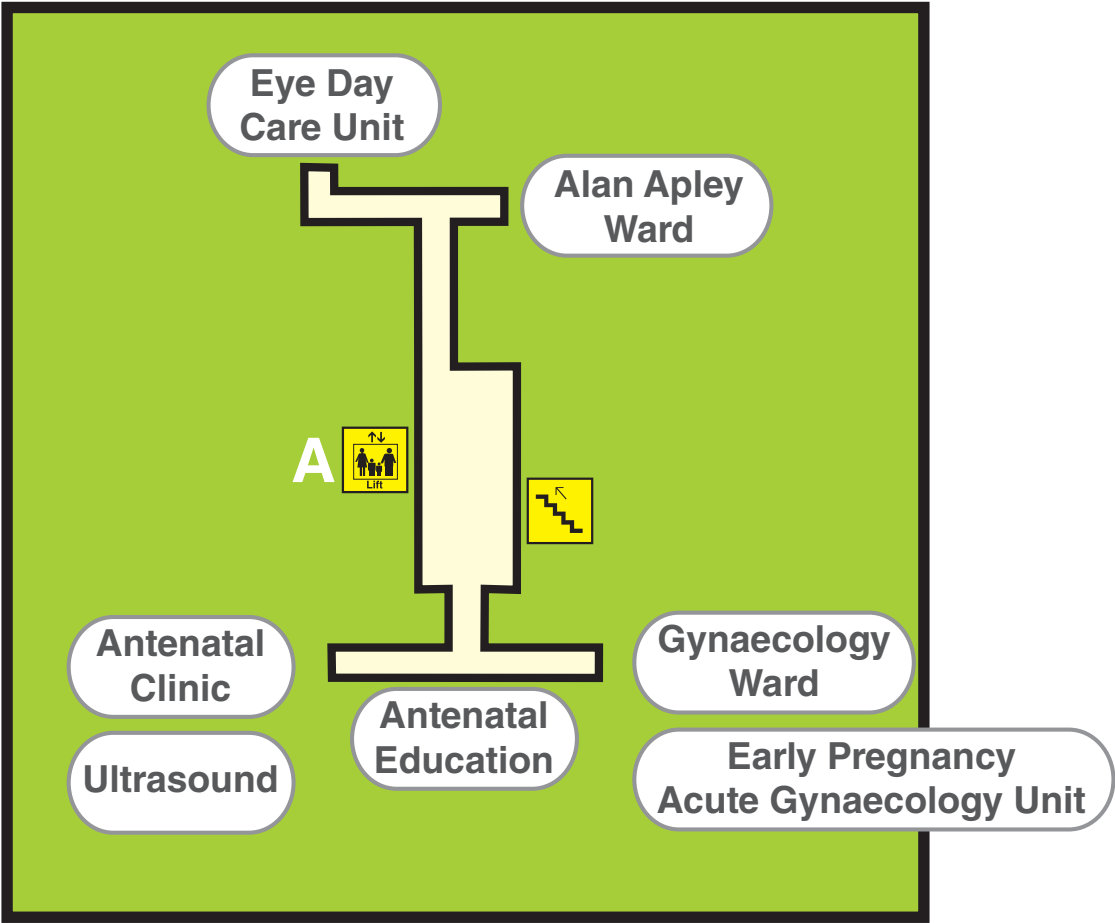 Eye Day
Care Unit
Alan Apley
Ward
A
Lift
Antenatal
Clinic
Ultrasound
Antenatal
Education
Gynaecology
Ward
Early Pregnancy
Acute Gynaecology Unit